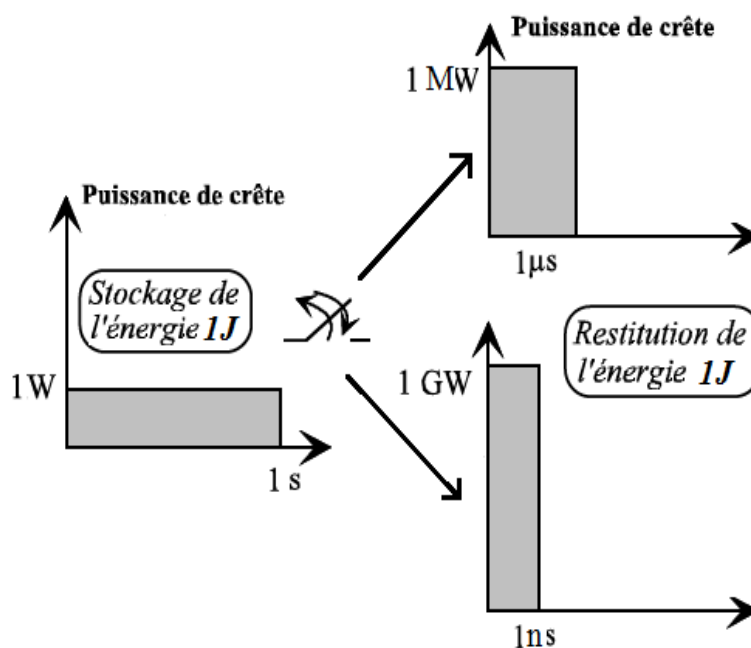 Puissance de crête
1 MW
1µs
Puissance de crête
Stockage de
l'énergie 1J
1W
1 s
1 GW
Restitution de
l'énergie 1J
1ns